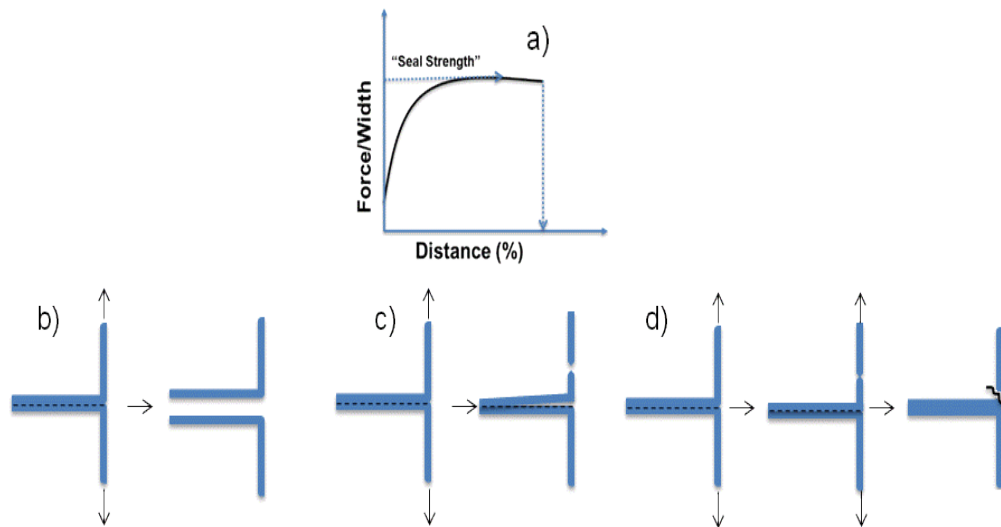 a)
“Seal Strength”
Force/Width
Distance (%)
b)
c)
d)